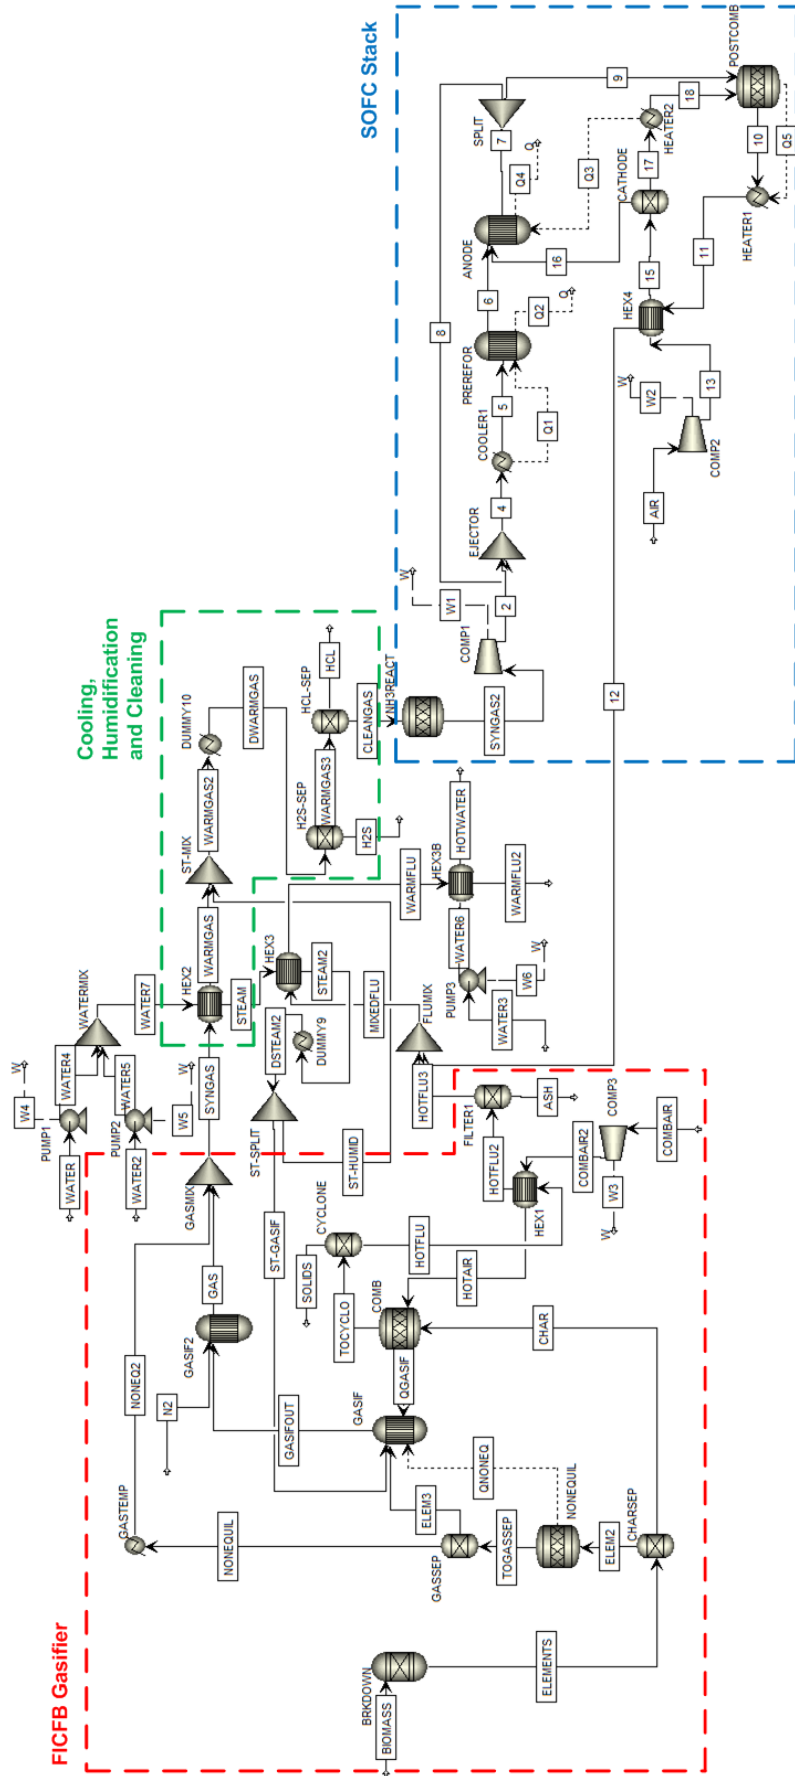 FICFB Gasifier
BRKDOWN
BIOMASS
ELEMENTS
CHARSEP
ELEM2
NONEQUIL
TOGASSEP
GASSEP
ELEM3
QNONEQ
NONEQUIL
GASTEMP
NONEQ2
N2
GASIF2
GAS
GASIFOUT
GASIF
QGASIF
COMB
TOCYCLO
CHAR
HOTAIR
SOLIDS
CYCLONE
HOTFLU
HEX1
HOTFLU2
COMBAIR2
W3
W
COMP3
COMBAIR
FILTER1
ASH
HOTFLU3
ST-GASIF
ST-HUMID
ST-SPLIT
GASMIX
SYNGAS
WATER
PUMP1
W4
W
WATER4
WATER2
PUMP2
W5
W
WATER5
WATERMIX
WATER7
Cooling,
Humidification
and Cleaning
HEX2
WARMGAS
STEAM
HEX3
STEAM2
DUMMY9
DSTEAM2
MIXEDFLU
FLUMIX
WARMFLU
HEX3B
HOTWATER
WARMFLU2
WATER6
PUMP3
WATER3
W6
W
ST-MIX
WARMGAS2
DUMMY10
DWARMGAS
H2S-SEP
H2S
WARMGAS3
HCL-SEP
HCL
CLEANGAS
SOFC Stack
NH3REACT
SYNGAS2
COMP1
W1
W
2
EJECTOR
4
COOLER1
5
Q1
PREREFOR
Q2
Q
6
ANODE
Q4
Q
7
SPLIT
8
9
16
Q3
CATHODE
17
HEATER2
18
POSTCOMB
10
Q5
HEATER1
11
HEX4
15
13
12
COMP2
W2
W
AIR